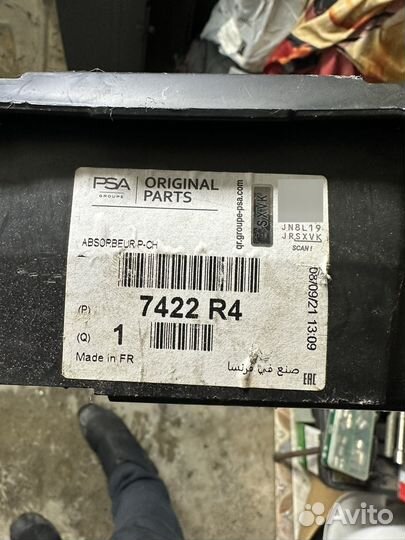 PSA
GROUPE
ORIGINAL
PARTS
qr.groupe-psa.com
SXVK
JN8L19
JRSXVK
SCAN!
ABSORBEUR P-CH
(P) 7422 R4
(Q) 1
Made in FR
صنع في فرنسا
EAC
08/09/21 13:09
Avito